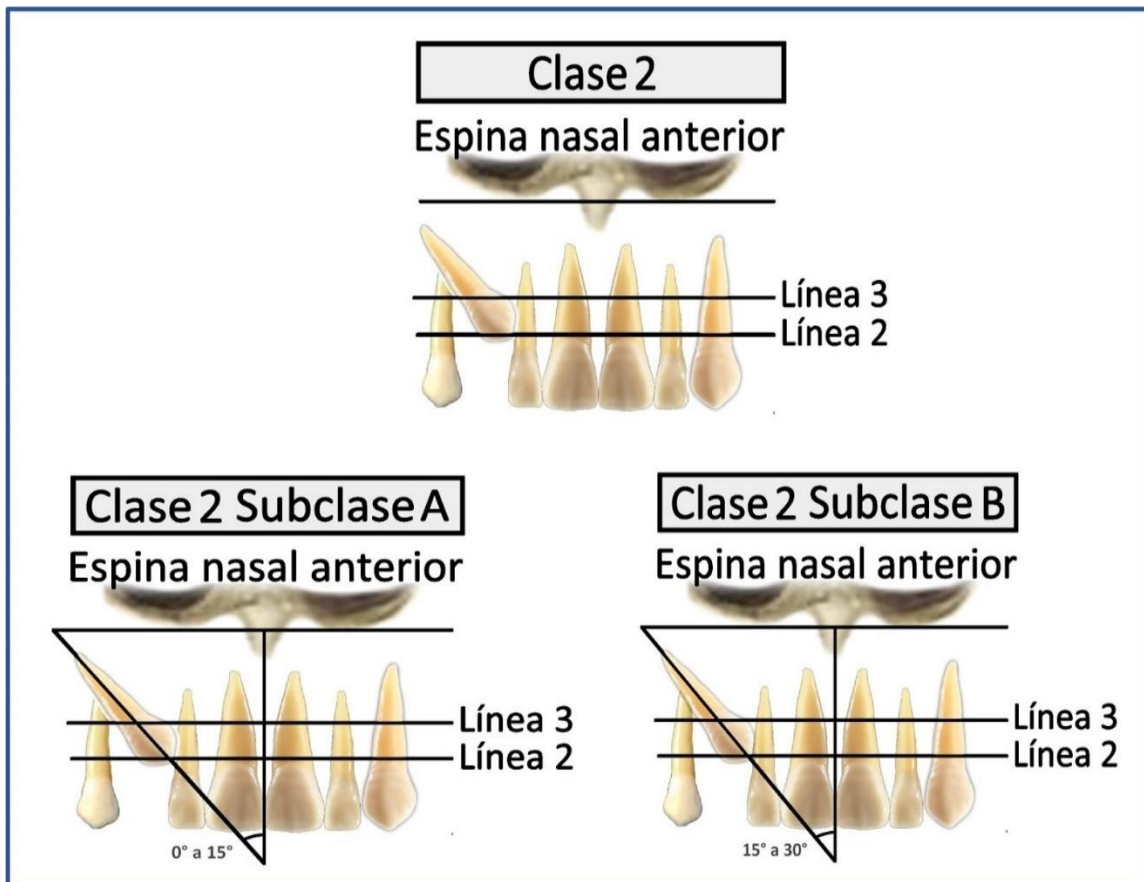 Clase 2
Espina nasal anterior
Línea 3
Línea 2
Clase 2 Subclase A
Espina nasal anterior
Línea 3
Línea 2
0° a 15°
Clase 2 Subclase B
Espina nasal anterior
Línea 3
Línea 2
15° a 30°